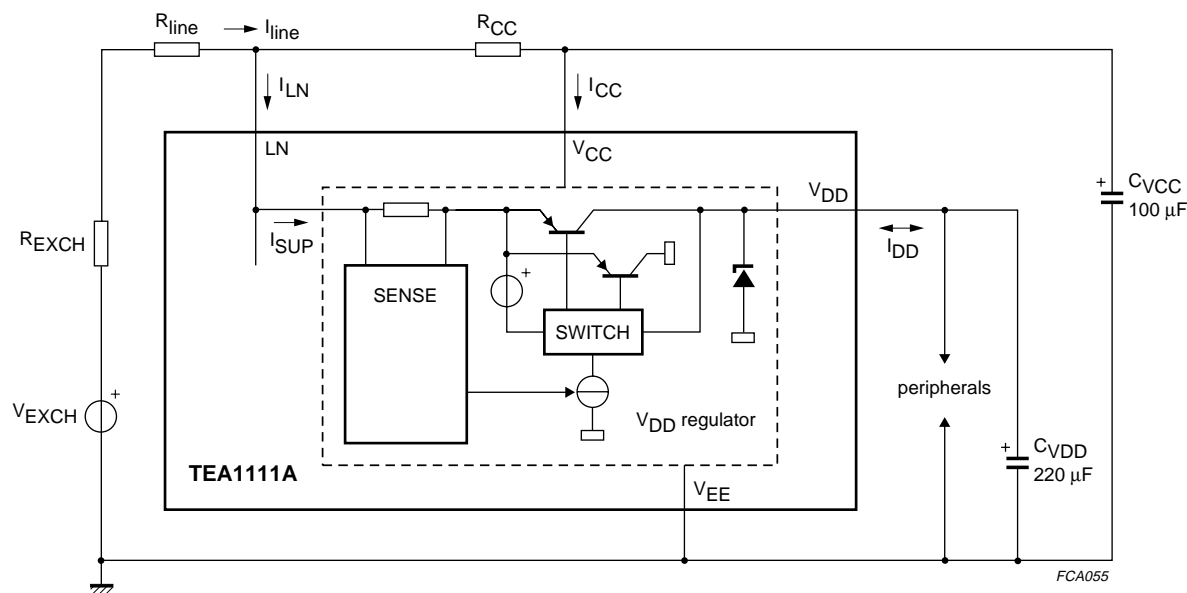 Rline
Iline
RCC
ILN
ICC
LN
VCC
VDD
CVCC
100 µF
REXCH
ISUP
IDD
SENSE
SWITCH
peripherals
VEXCH
VDD regulator
CVDD
220 µF
TEA1111A
VEE
FCA055
+
+
+
+